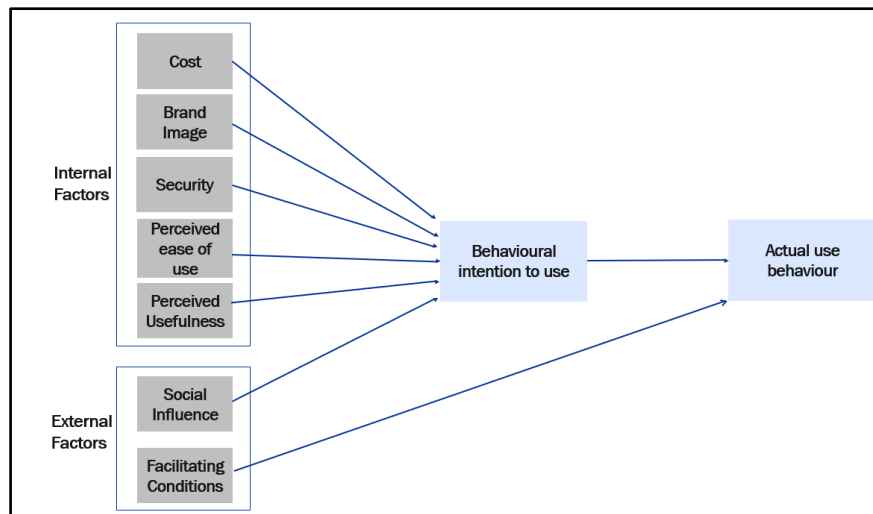 Cost
Brand
Image
Internal
Factors
Security
Perceived
ease of
use
Perceived
Usefulness
Behavioural
intention to use
Actual use
behaviour
External
Factors
Social
Influence
Facilitating
Conditions